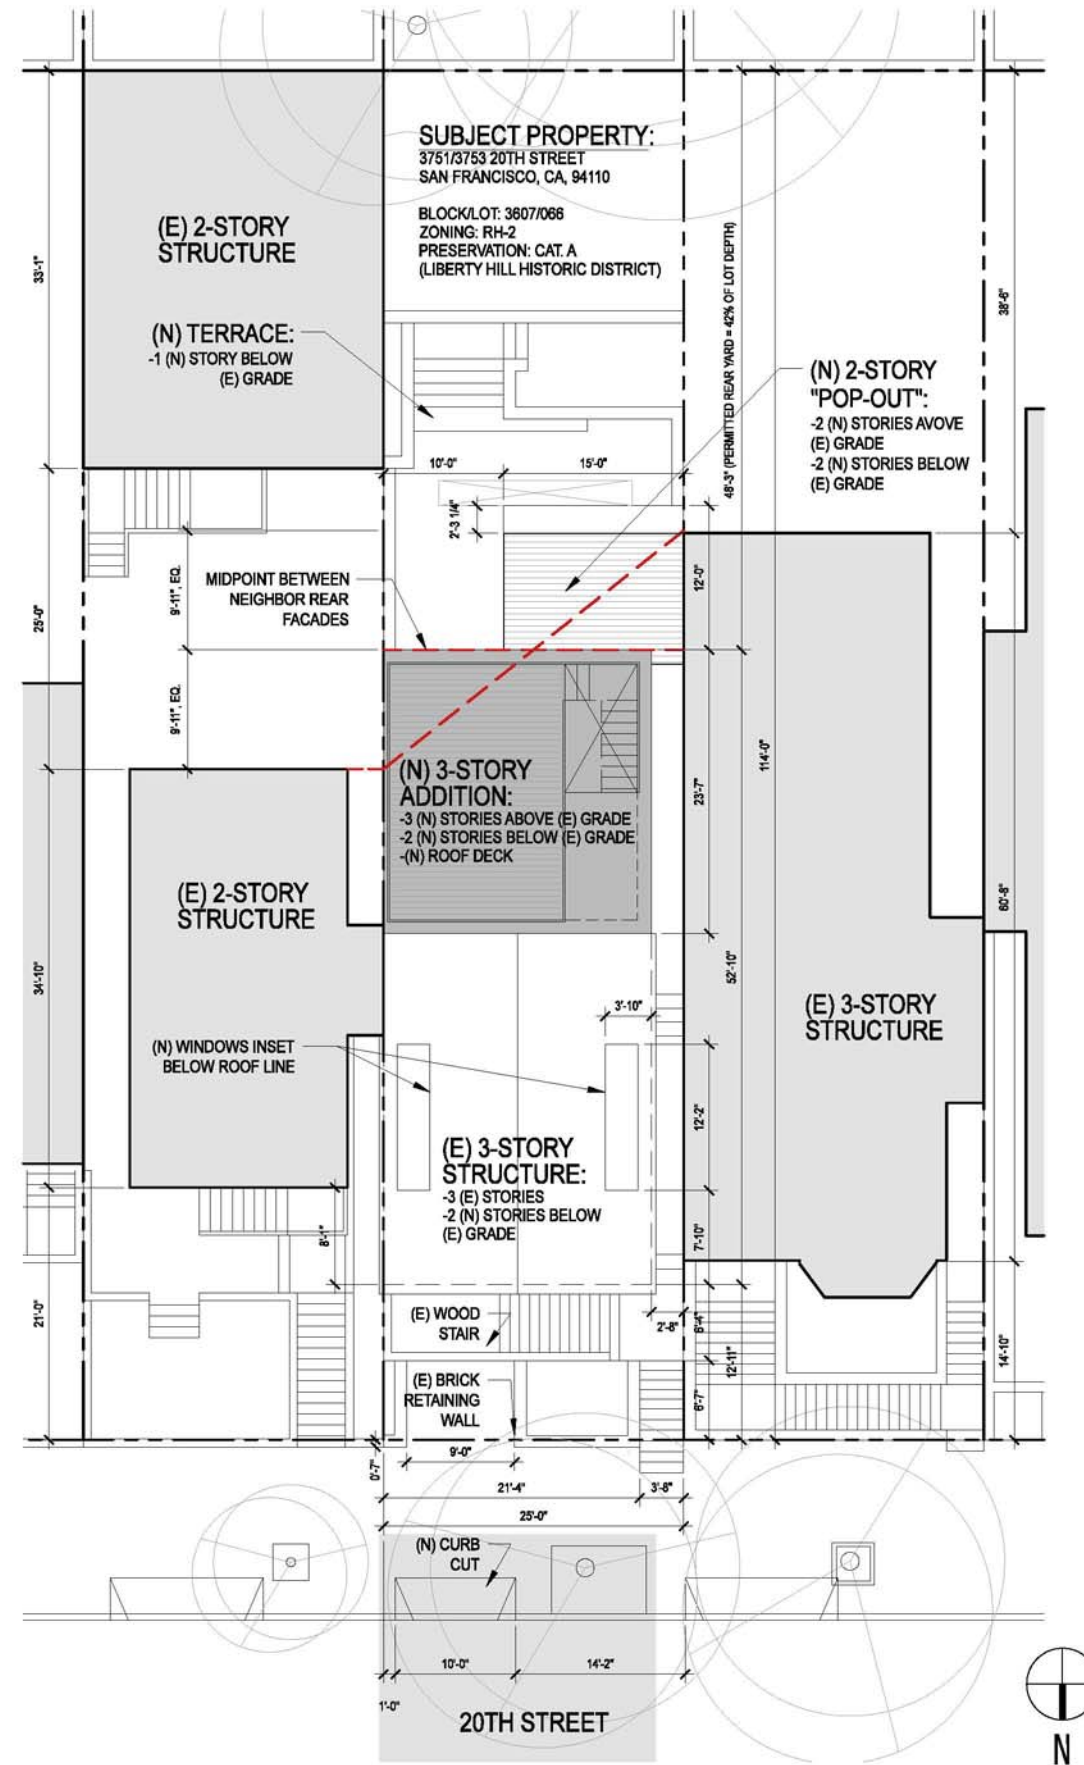 SUBJECT PROPERTY:
3751/3753 20TH STREET
SAN FRANCISCO, CA, 94110
BLOCK/LOT: 3607/066
ZONING: RH-2
PRESERVATION: CAT. A
(LIBERTY HILL HISTORIC DISTRICT)
(E) 2-STORY
STRUCTURE
33'-1"
(N) TERRACE:
-1 (N) STORY BELOW
(E) GRADE
48'-3" (PERMITTED REAR YARD = 42% OF LOT DEPTH)
38'-6"
(N) 2-STORY
"POP-OUT":
-2 (N) STORIES AVOVE
(E) GRADE
-2 (N) STORIES BELOW
(E) GRADE
10'-0"
15'-0"
2'-3 1/4"
12'-0"
MIDPOINT BETWEEN
NEIGHBOR REAR
FACADES
9'-11", EQ.
25'-0"
9'-11", EQ.
(N) 3-STORY
ADDITION:
-3 (N) STORIES ABOVE (E) GRADE
-2 (N) STORIES BELOW (E) GRADE
-(N) ROOF DECK
23'-7"
114'-0"
(E) 2-STORY
STRUCTURE
34'-10"
60'-8"
52'-10"
(E) 3-STORY
STRUCTURE
3'-10"
(N) WINDOWS INSET
BELOW ROOF LINE
12'-2"
(E) 3-STORY
STRUCTURE:
-3 (E) STORIES
-2 (N) STORIES BELOW
(E) GRADE
8'-1"
7'-10"
21'-0"
(E) WOOD
STAIR
2'-8"
6'-4"
12'-11"
14'-10"
(E) BRICK
RETAINING
WALL
6'-7"
0'-7"
9'-0"
21'-4"
3'-8"
25'-0"
(N) CURB
CUT
10'-0"
14'-2"
1'-0"
20TH STREET
N